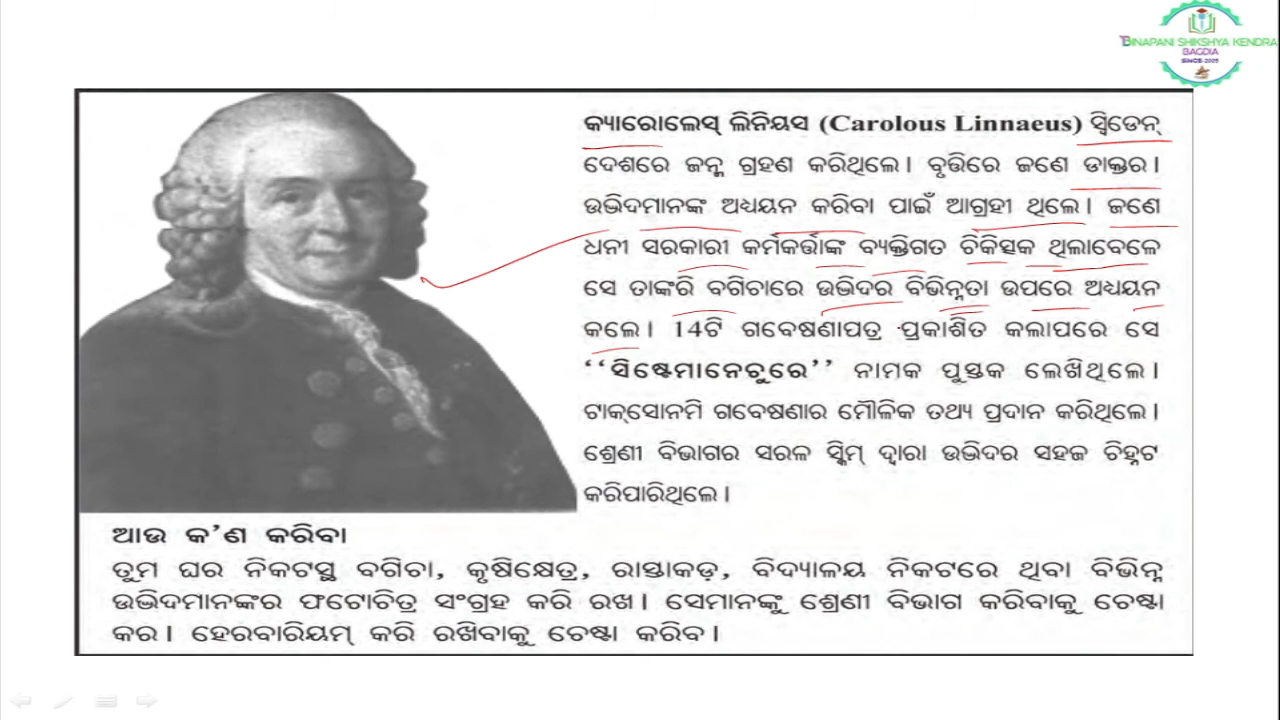 BINAPANI SHIKSHYA KENDRA
BAGDIA
SINCE-2005
କ୍ୟାରୋଲେସ୍ ଲିନିୟସ (Carolous Linnaeus) ସ୍ୱିଡେନ୍
ଦେଶରେ ଜନ୍ମ ଗ୍ରହଣ କରିଥିଲେ। ବୃତ୍ତିରେ ଜଣେ ଡାକ୍ତର।
ଉଦ୍ଭିଦମାନଙ୍କ ଅଧ୍ୟୟନ କରିବା ପାଇଁ ଆଗ୍ରହୀ ଥିଲେ। ଜଣେ
ଧନୀ ସରକାରୀ କର୍ମକର୍ତ୍ତାଙ୍କ ବ୍ୟକ୍ତିଗତ ଚିକିତ୍ସକ ଥିଲାବେଳେ
ସେ ତାଙ୍କରି ବଗିଚାରେ ଉଦ୍ଭିଦର ବିଭିନ୍ନତା ଉପରେ ଅଧ୍ୟୟନ
କଲେ। 14ଟି ଗବେଷଣାପତ୍ର ପ୍ରକାଶିତ କଲାପରେ ସେ
‘‘ସିଷ୍ଟେମାନେଚୁରେ’’ ନାମକ ପୁସ୍ତକ ଲେଖିଥିଲେ।
ଟାକ୍‌ସୋନମି ଗବେଷଣାର ମୌଳିକ ତଥ୍ୟ ପ୍ରଦାନ କରିଥିଲେ।
ଶ୍ରେଣୀ ବିଭାଗର ସରଳ ସ୍କିମ୍ ଦ୍ୱାରା ଉଦ୍ଭିଦର ସହଜ ଚିହ୍ନଟ
କରିପାରିଥିଲେ।
ଆଉ କ’ଣ କରିବା
ତୁମ ଘର ନିକଟସ୍ଥ ବଗିଚା, କୃଷିକ୍ଷେତ୍ର, ରାସ୍ତାକଡ଼, ବିଦ୍ୟାଳୟ ନିକଟରେ ଥିବା ବିଭିନ୍ନ
ଉଦ୍ଭିଦମାନଙ୍କର ଫଟୋଚିତ୍ର ସଂଗ୍ରହ କରି ରଖ। ସେମାନଙ୍କୁ ଶ୍ରେଣୀ ବିଭାଗ କରିବାକୁ ଚେଷ୍ଟା
କର। ହେରବାରିୟମ୍ କରି ରଖିବାକୁ ଚେଷ୍ଟା କରିବ।